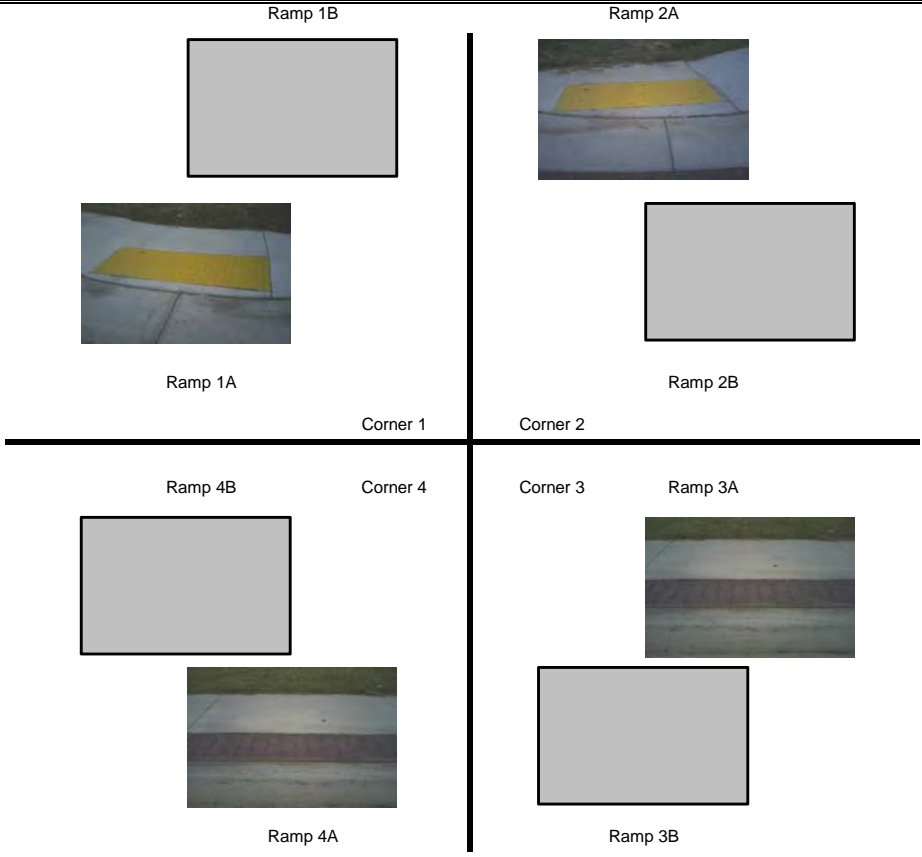 Ramp 1B
Ramp 2A
Ramp 1A
Ramp 2B
Corner 1
Corner 2
Ramp 4B
Corner 4
Corner 3
Ramp 3A
Ramp 4A
Ramp 3B